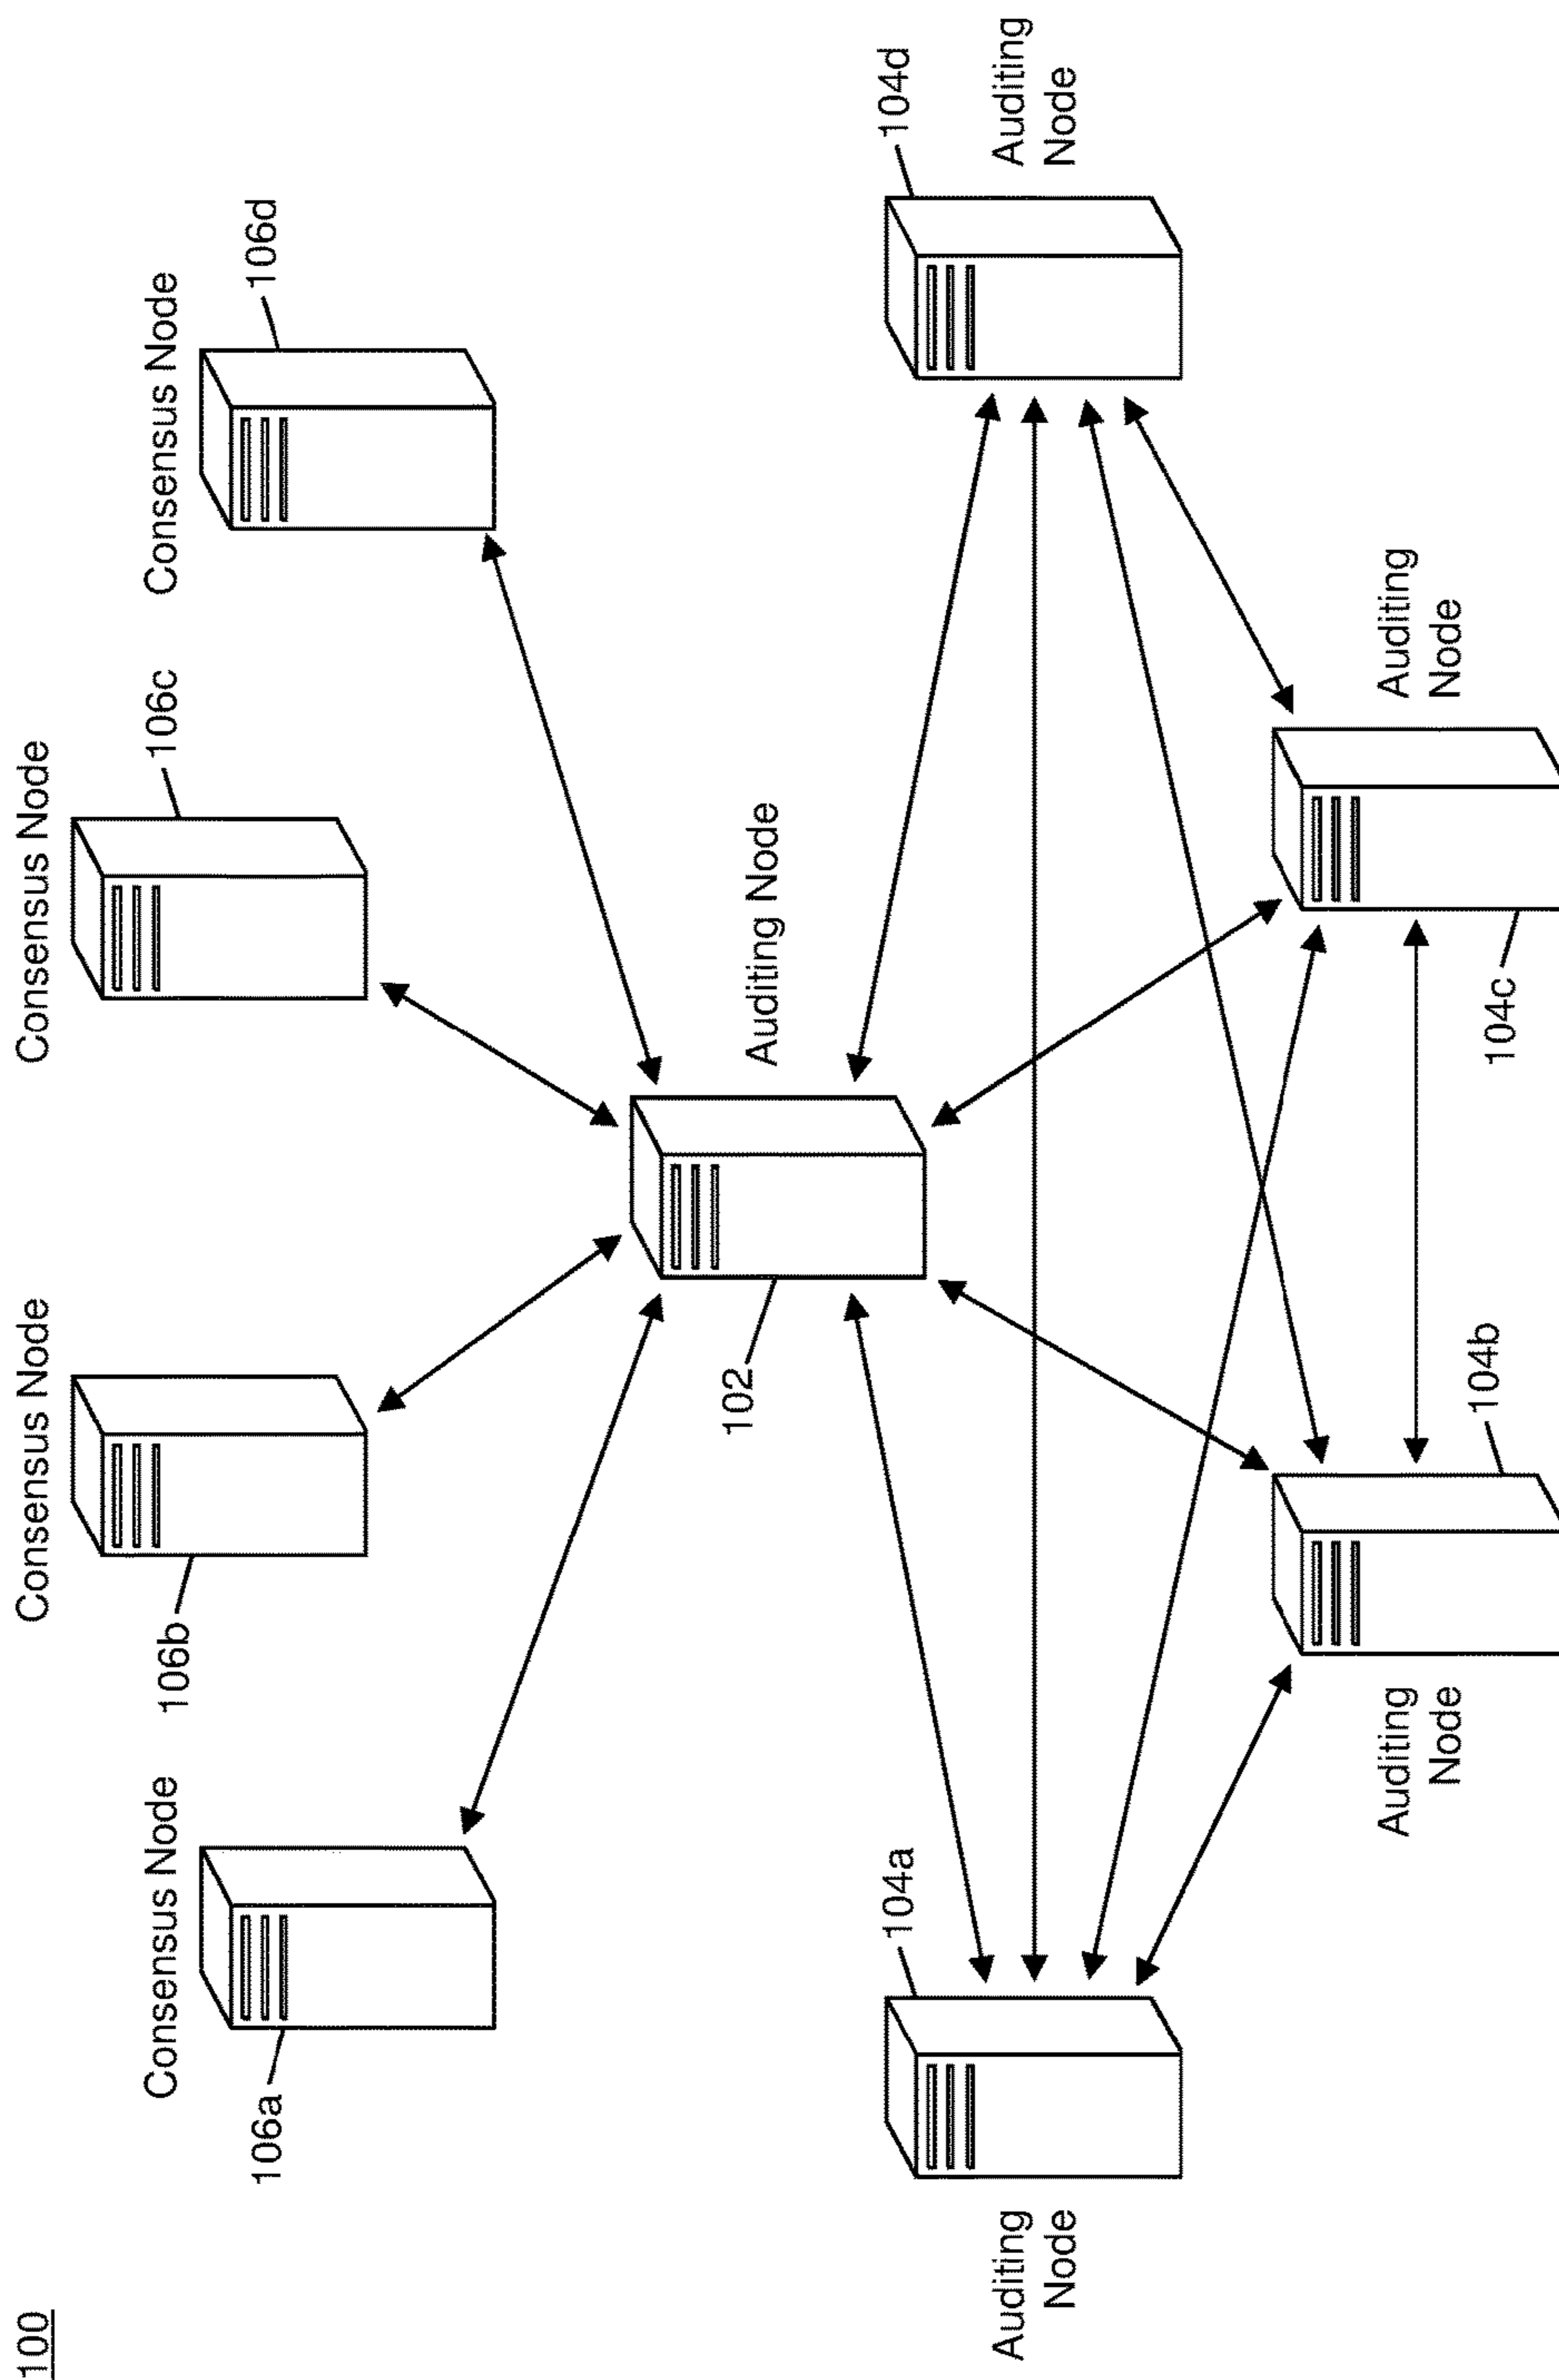 100
Consensus Node
106a
Consensus Node
106b
Consensus Node
106c
Consensus Node
106d
102
Auditing Node
104a
Auditing
Node
104b
Auditing
Node
104c
Auditing
Node
104d
Auditing
Node